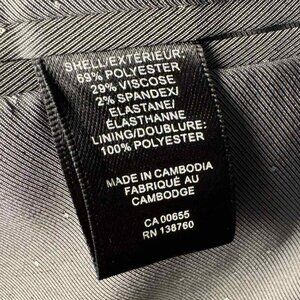 SHELL/EXTÉRIEUR:
69% POLYESTER
29% VISCOSE
2% SPANDEX/
ELASTANE/
ÉLASTHANNE
LINING/DOUBLURE:
100% POLYESTER
MADE IN CAMBODIA
FABRIQUÉ AU
CAMBODGE
CA 00655
RN 138760